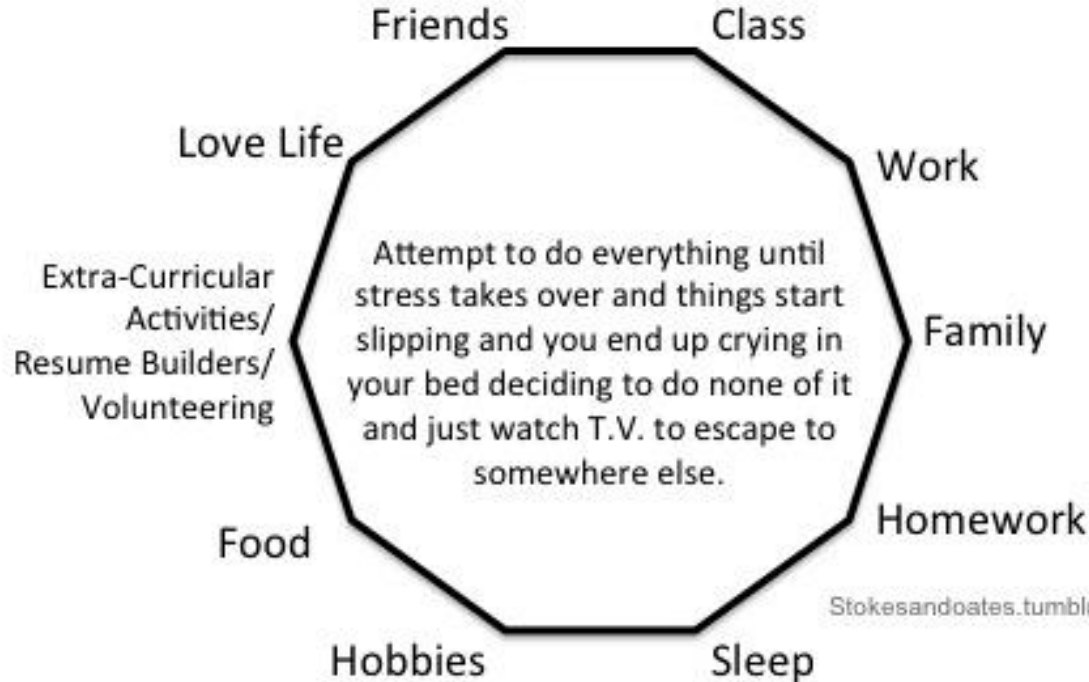 Friends
Class
Love Life
Work
Extra-Curricular
Activities/
Resume Builders/
Volunteering
Attempt to do everything until
stress takes over and things start
slipping and you end up crying in
your bed deciding to do none of it
and just watch T.V. to escape to
somewhere else.
Family
Food
Homework
Stokesandoates.tumbl
Hobbies
Sleep